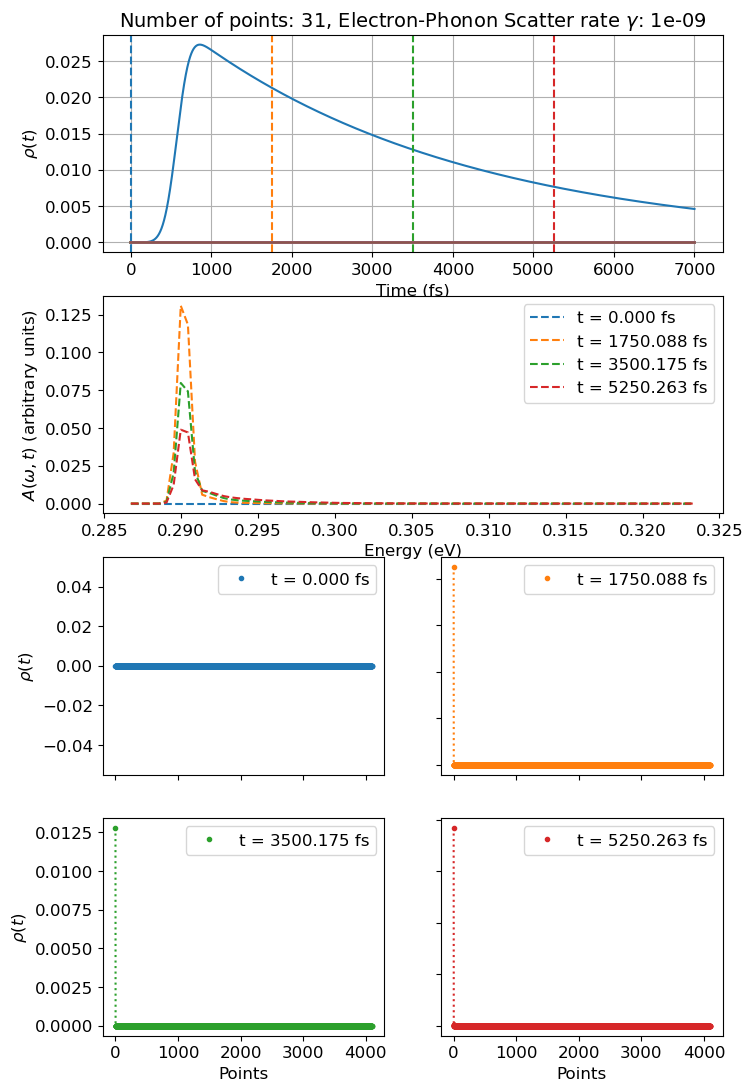 Number of points: 31, Electron-Phonon Scatter rate γ: 1e-09
0.025
0.020
0.015
0.010
0.005
0.000
ρ(t)
0 1000 2000 3000 4000 5000 6000 7000
Time (fs)
0.125
0.100
0.075
0.050
0.025
0.000
A(ω, t) (arbitrary units)
t = 0.000 fs
t = 1750.088 fs
t = 3500.175 fs
t = 5250.263 fs
0.285 0.290 0.295 0.300 0.305 0.310 0.315 0.320 0.325
Energy (eV)
0.04
0.02
0.00
−0.02
−0.04
ρ(t)
t = 0.000 fs
t = 1750.088 fs
0.0125
0.0100
0.0075
0.0050
0.0025
0.0000
ρ(t)
t = 3500.175 fs
0 1000 2000 3000 4000
Points
t = 5250.263 fs
0 1000 2000 3000 4000
Points